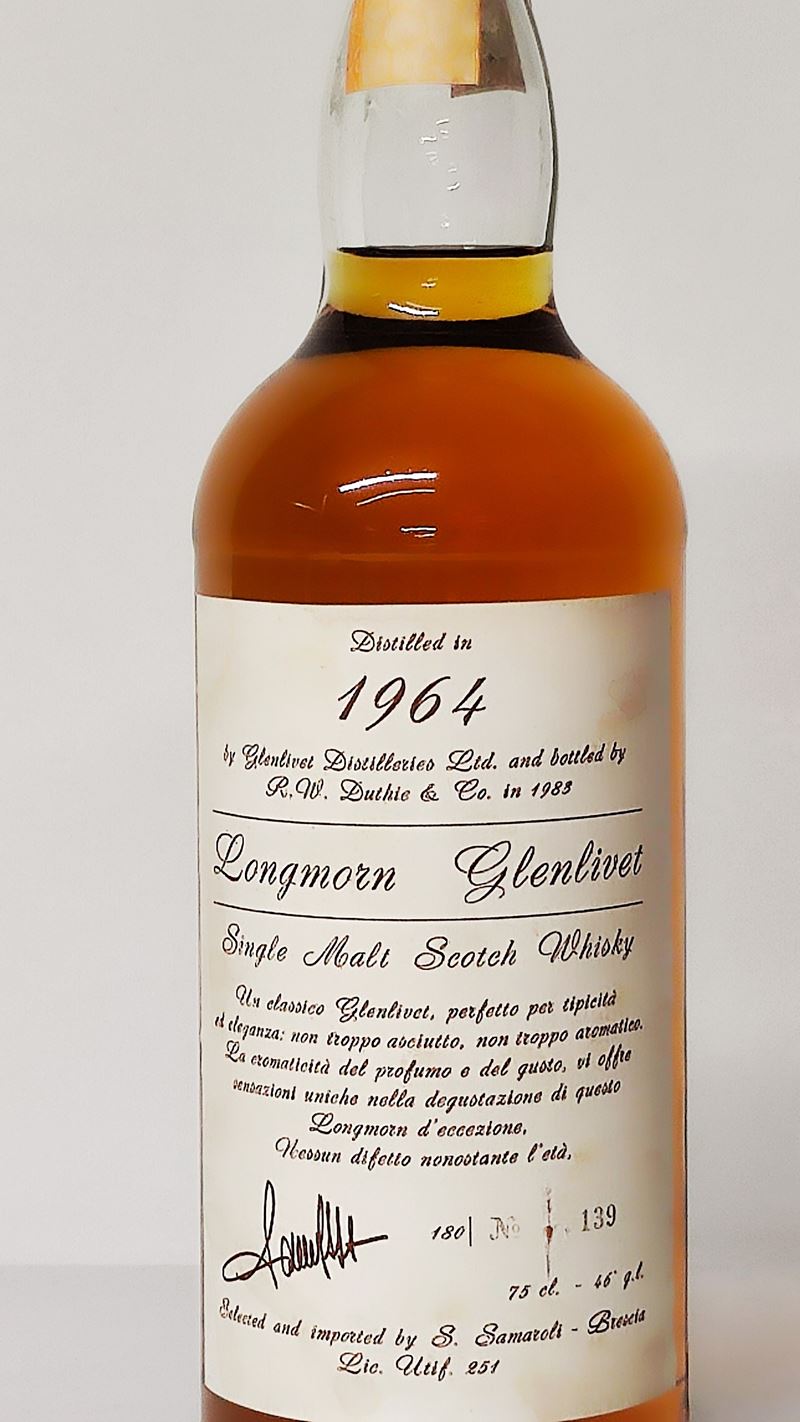 Distilled in
1964
by Glenlivet Distilleries Ltd. and bottled by
R.W. Duthie & Co. in 1983
Longmorn Glenlivet
Single Malt Scotch Whisky
Un classico Glenlivet, perfetto per tipicità
ed eleganza: non troppo asciutto, non troppo aromatico.
La cromaticità del profumo e del gusto, vi offre
sensazioni uniche nella degustazione di questo
Longmorn d'eccezione,
Nessun difetto nonostante l'età,
180 No 139
75 cl. - 46° g.l.
Selected and imported by S. Samaroli - Brescia
Lic. Utif. 251